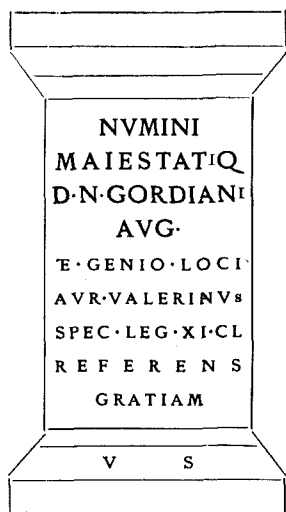 NVMINI
MAIESTATIQ
D·N·GORDIANI
AVG·
E·GENIO·LOCI
AVR·VALERINVS
SPEC·LEG·XI·CL
REFERENS
GRATIAM
V S